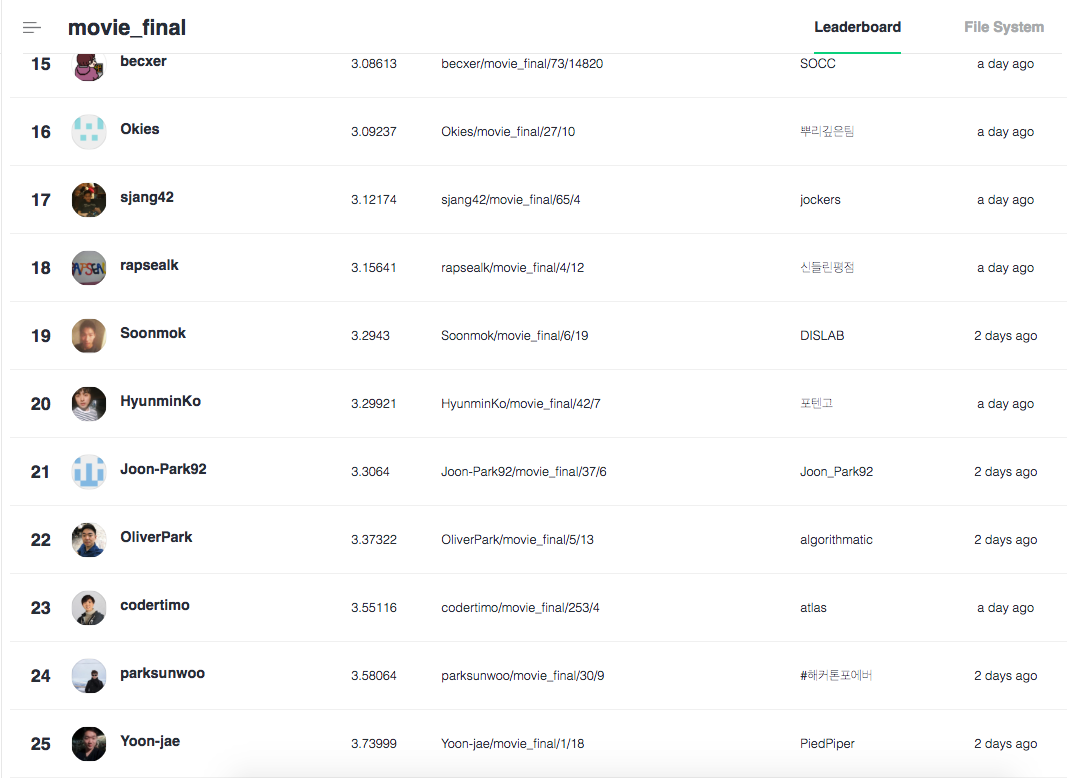 movie_final Leaderboard File System
15 becxer 3.08613 becxer/movie_final/73/14820 SOCC a day ago
16 Okies 3.09237 Okies/movie_final/27/10 뿌리깊은팀 a day ago
17 sjang42 3.12174 sjang42/movie_final/65/4 jockers a day ago
18 rapsealk 3.15641 rapsealk/movie_final/4/12 신들린평점 a day ago
19 Soonmok 3.2943 Soonmok/movie_final/6/19 DISLAB 2 days ago
20 HyunminKo 3.29921 HyunminKo/movie_final/42/7 포텐고 a day ago
21 Joon-Park92 3.3064 Joon-Park92/movie_final/37/6 Joon_Park92 2 days ago
22 OliverPark 3.37322 OliverPark/movie_final/5/13 algorithmatic 2 days ago
23 codertimo 3.55116 codertimo/movie_final/253/4 atlas a day ago
24 parksunwoo 3.58064 parksunwoo/movie_final/30/9 #해커톤포에버 2 days ago
25 Yoon-jae 3.73999 Yoon-jae/movie_final/1/18 PiedPiper 2 days ago